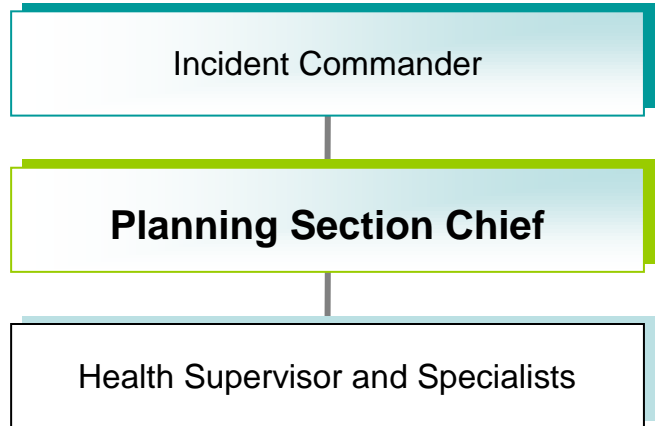 Incident Commander
Planning Section Chief
Health Supervisor and Specialists